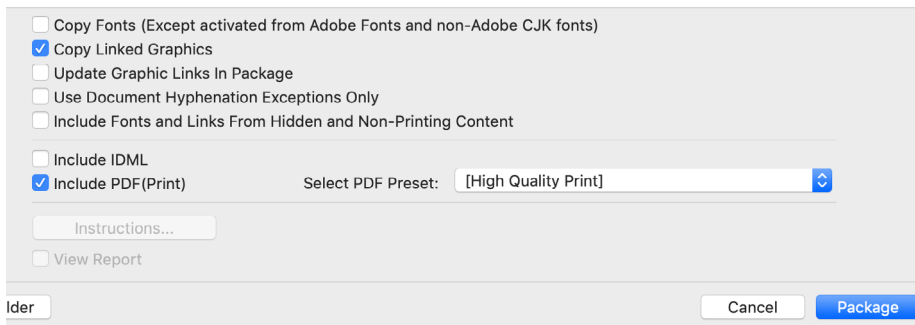 Copy Fonts (Except activated from Adobe Fonts and non-Adobe CJK fonts)
Copy Linked Graphics
Update Graphic Links In Package
Use Document Hyphenation Exceptions Only
Include Fonts and Links From Hidden and Non-Printing Content
Include IDML
Include PDF(Print) Select PDF Preset: [High Quality Print]
Instructions...
View Report
lder Cancel Package